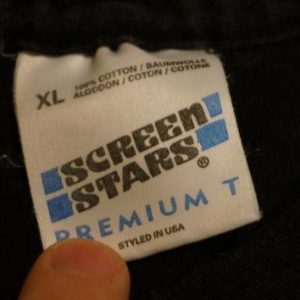 XL 100% COTTON / BAUMWOLLE
ALGODON / COTON / COTONE
SCREEN
STARS®
PREMIUM T
STYLED IN USA